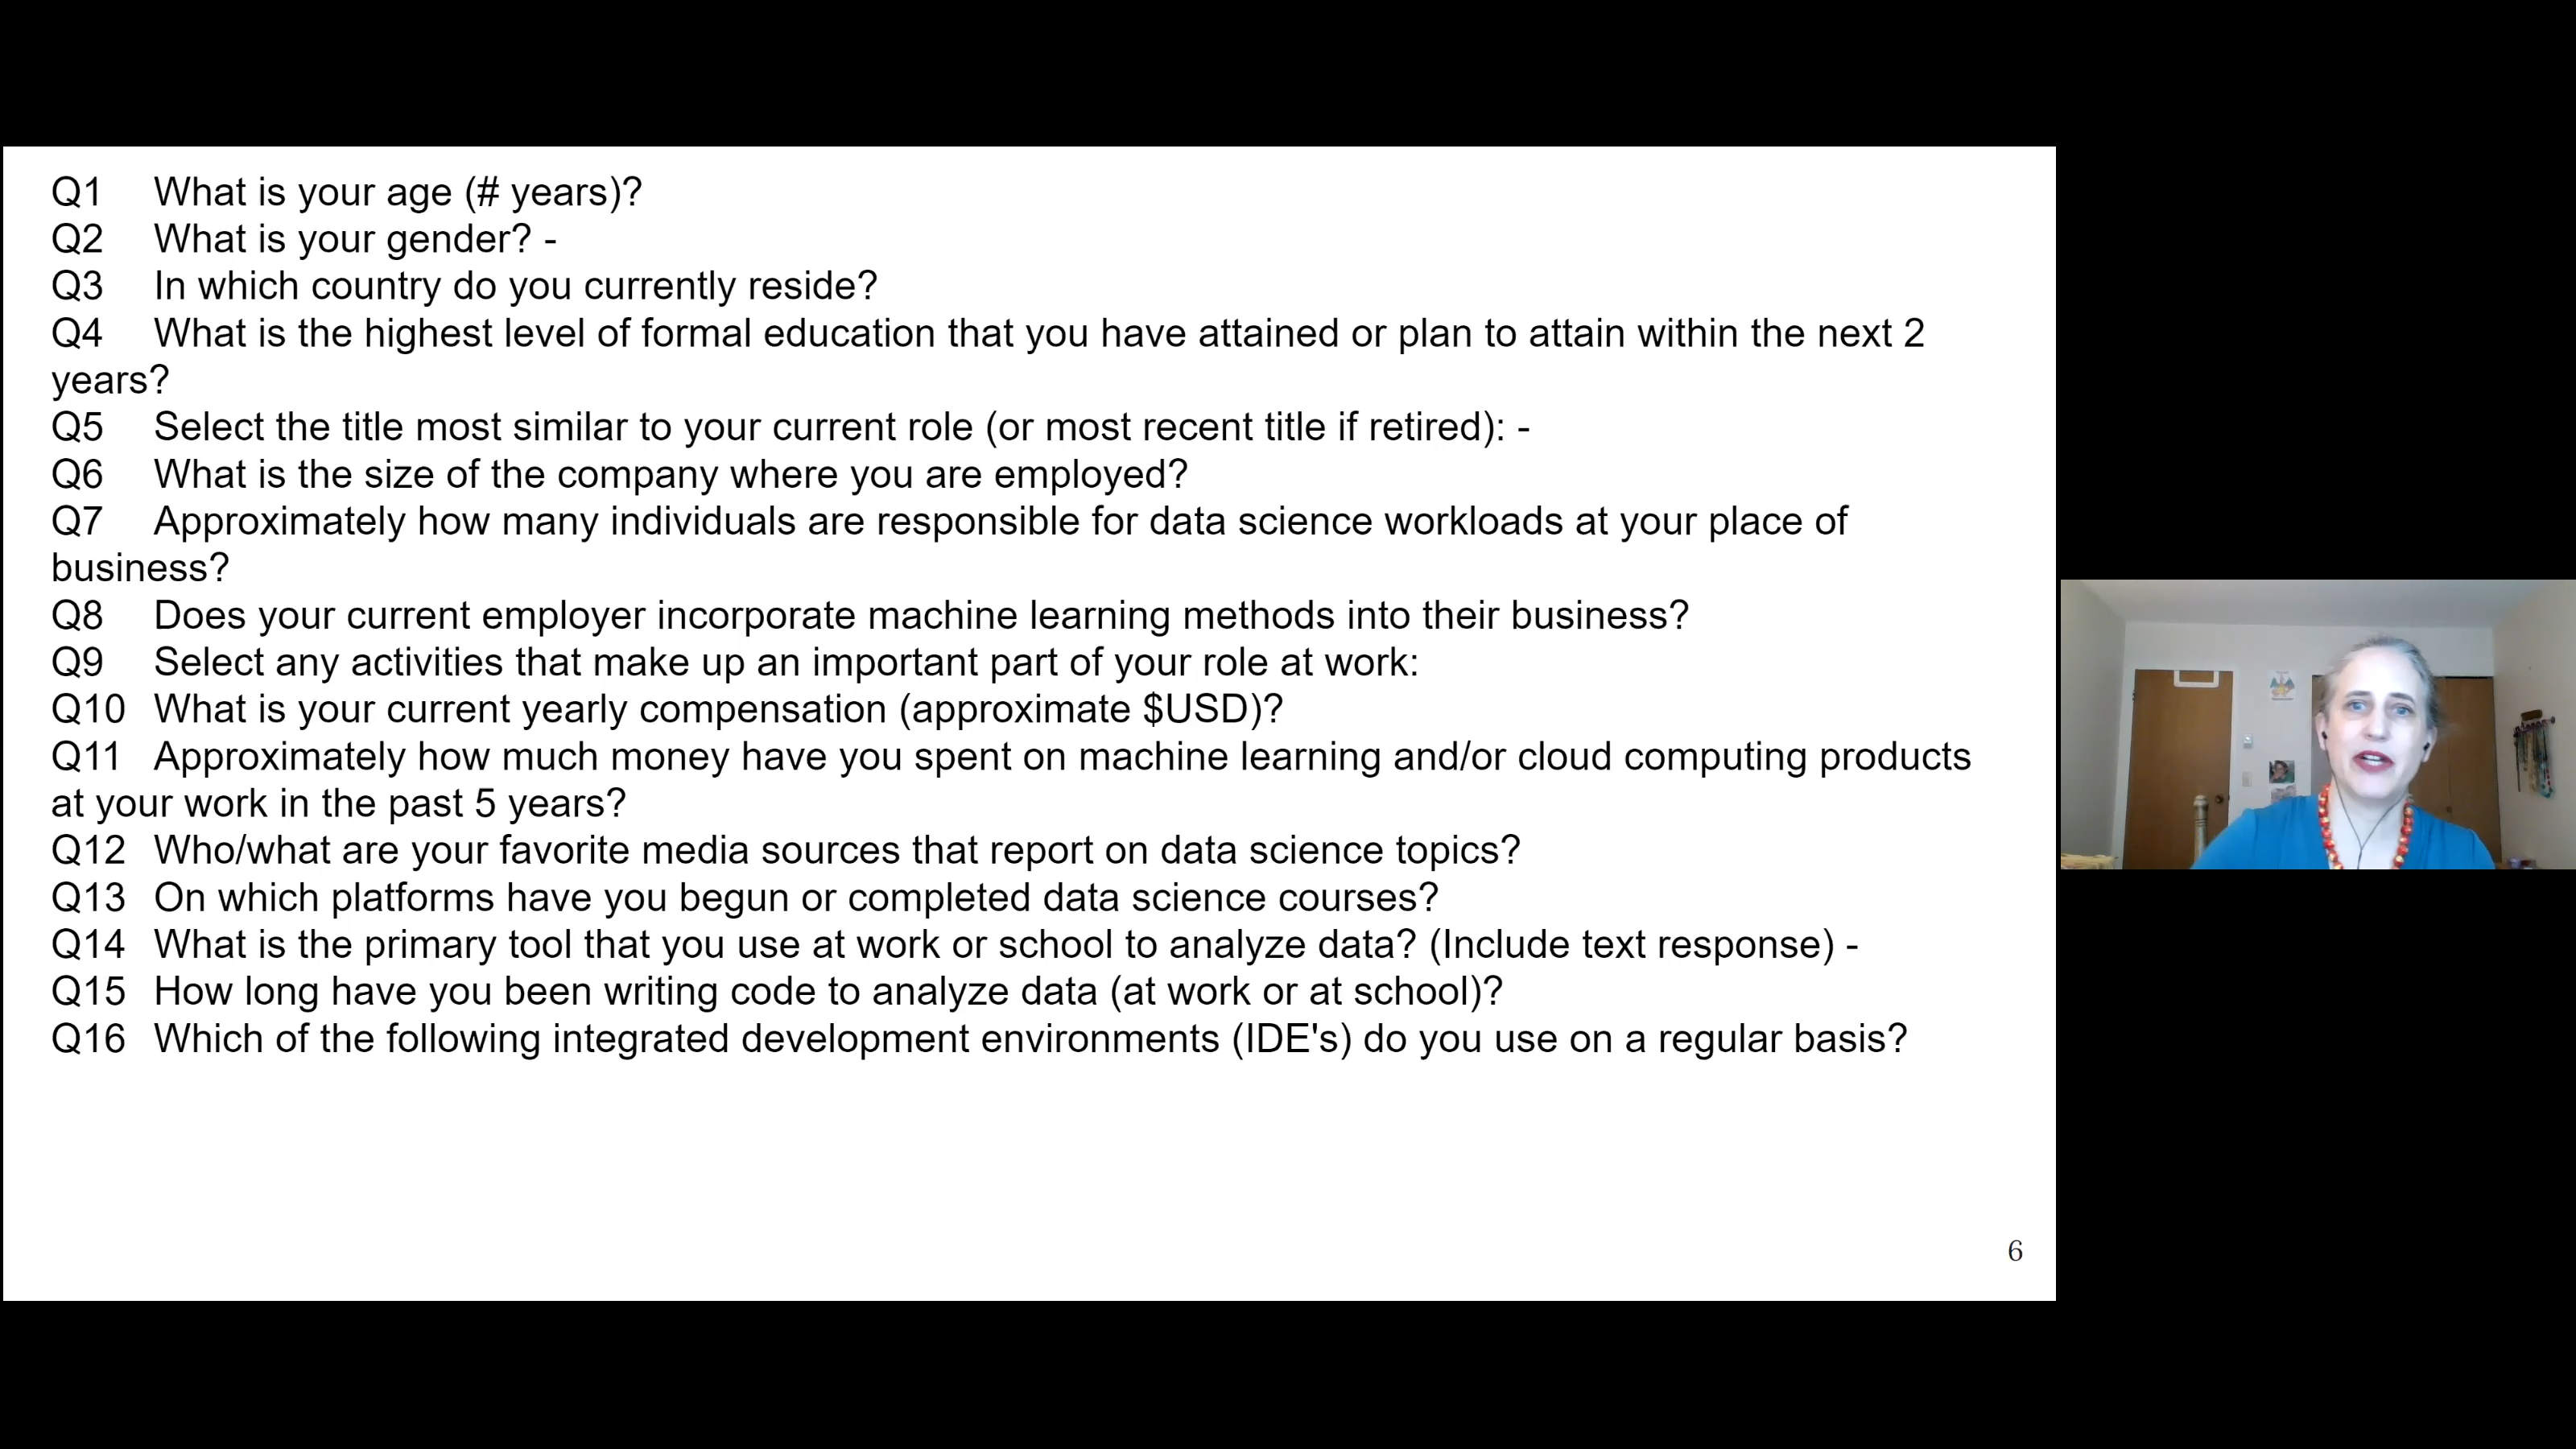 Q1 What is your age (# years)?
Q2 What is your gender? -
Q3 In which country do you currently reside?
Q4 What is the highest level of formal education that you have attained or plan to attain within the next 2
years?
Q5 Select the title most similar to your current role (or most recent title if retired): -
Q6 What is the size of the company where you are employed?
Q7 Approximately how many individuals are responsible for data science workloads at your place of
business?
Q8 Does your current employer incorporate machine learning methods into their business?
Q9 Select any activities that make up an important part of your role at work:
Q10 What is your current yearly compensation (approximate $USD)?
Q11 Approximately how much money have you spent on machine learning and/or cloud computing products
at your work in the past 5 years?
Q12 Who/what are your favorite media sources that report on data science topics?
Q13 On which platforms have you begun or completed data science courses?
Q14 What is the primary tool that you use at work or school to analyze data? (Include text response) -
Q15 How long have you been writing code to analyze data (at work or at school)?
Q16 Which of the following integrated development environments (IDE's) do you use on a regular basis?
6